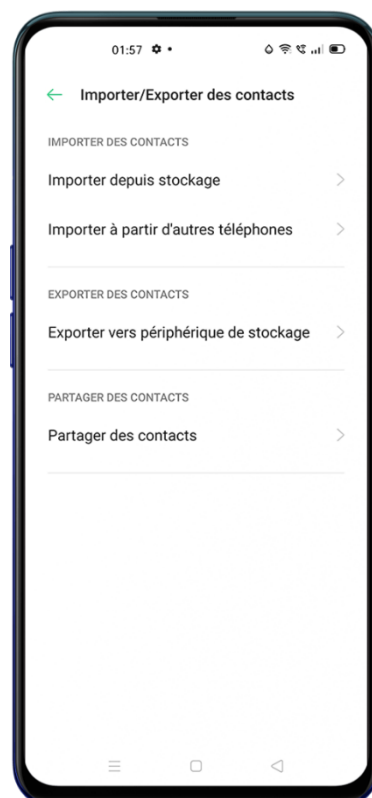 01:57
Importer/Exporter des contacts
IMPORTER DES CONTACTS
Importer depuis stockage
Importer à partir d'autres téléphones
EXPORTER DES CONTACTS
Exporter vers périphérique de stockage
PARTAGER DES CONTACTS
Partager des contacts